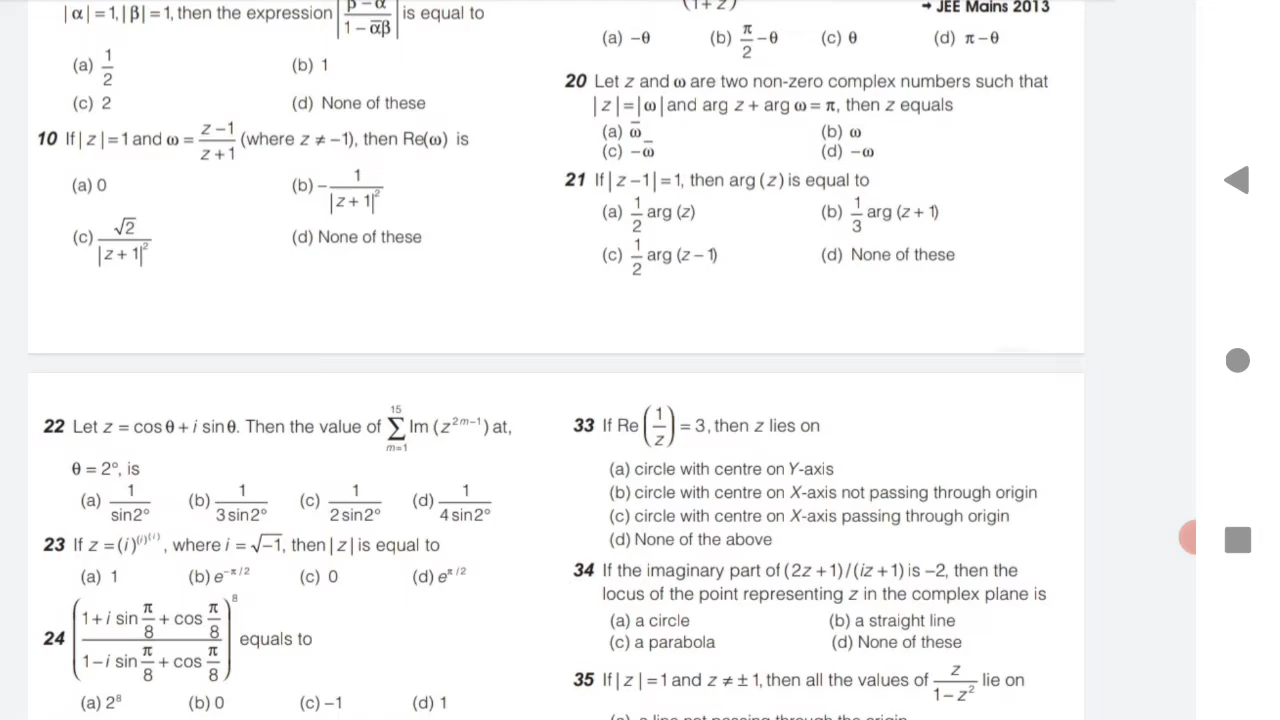 |α|=1,|β|=1, then the expression |β−α / 1−ᾱβ| is equal to
(a) 1/2 (b) 1
(c) 2 (d) None of these
10 If |z|=1 and ω = z−1 / z+1 (where z ≠ −1), then Re(ω) is
(a) 0 (b) − 1 / |z+1|²
(c) √2 / |z+1|² (d) None of these
(1+z)
→ JEE Mains 2013
(a) −θ (b) π/2 −θ (c) θ (d) π−θ
20 Let z and ω are two non-zero complex numbers such that
|z|=|ω| and arg z + arg ω = π, then z equals
(a) ω̄ (b) ω
(c) −ω̄ (d) −ω
21 If |z−1|=1, then arg (z) is equal to
(a) 1/2 arg (z) (b) 1/3 arg (z + 1)
(c) 1/2 arg (z − 1) (d) None of these
22 Let z = cos θ + i sin θ. Then the value of ∑_{m=1}^{15} Im (z^{2m−1}) at,
θ = 2°, is
(a) 1 / sin2° (b) 1 / 3 sin2° (c) 1 / 2 sin2° (d) 1 / 4 sin2°
23 If z = (i)^{(i)^{(i)}}, where i = √−1, then |z| is equal to
(a) 1 (b) e^{−π/2} (c) 0 (d) e^{π/2}
24 (1+ i sin π/8 + cos π/8 / 1− i sin π/8 + cos π/8)^8 equals to
(a) 2^8 (b) 0 (c) −1 (d) 1
33 If Re (1/z) = 3, then z lies on
(a) circle with centre on Y-axis
(b) circle with centre on X-axis not passing through origin
(c) circle with centre on X-axis passing through origin
(d) None of the above
34 If the imaginary part of (2z + 1)/(iz + 1) is −2, then the
locus of the point representing z in the complex plane is
(a) a circle (b) a straight line
(c) a parabola (d) None of these
35 If |z|=1 and z ≠ ± 1, then all the values of z / 1−z² lie on
(a) a line not passing through the origin